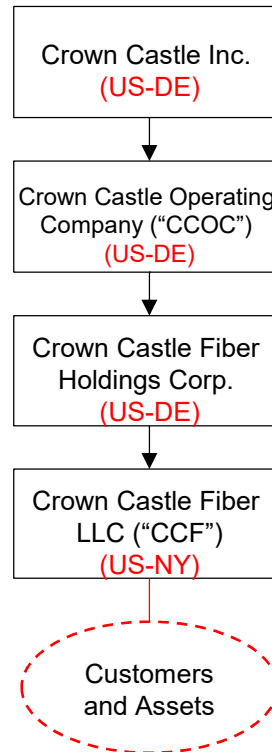 Crown Castle Inc.
(US-DE)
Crown Castle Operating
Company (“CCOC”)
(US-DE)
Crown Castle Fiber
Holdings Corp.
(US-DE)
Crown Castle Fiber
LLC (“CCF”)
(US-NY)
Customers
and Assets